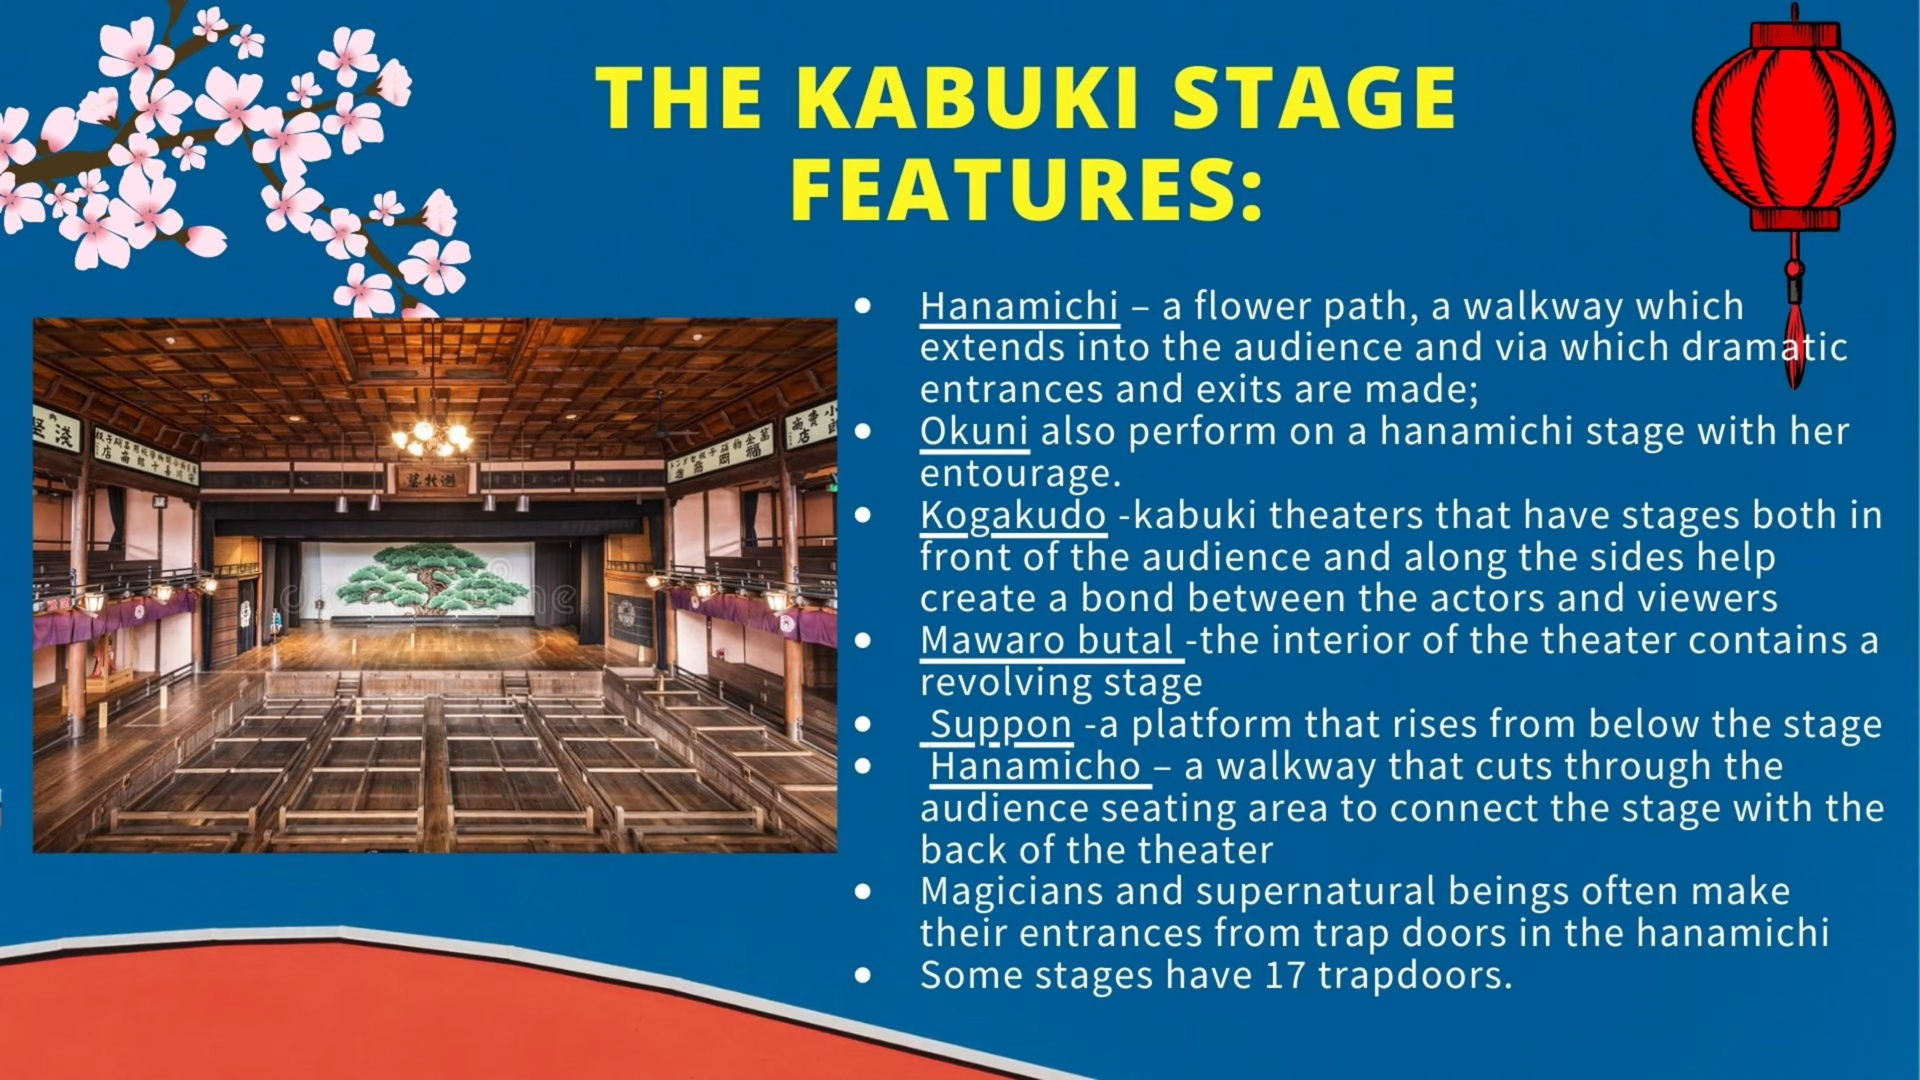 THE KABUKI STAGE
FEATURES:
• Hanamichi – a flower path, a walkway which
extends into the audience and via which dramatic
entrances and exits are made;
• Okuni also perform on a hanamichi stage with her
entourage.
• Kogakudo -kabuki theaters that have stages both in
front of the audience and along the sides help
create a bond between the actors and viewers
• Mawaro butal -the interior of the theater contains a
revolving stage
• Suppon -a platform that rises from below the stage
• Hanamicho – a walkway that cuts through the
audience seating area to connect the stage with the
back of the theater
• Magicians and supernatural beings often make
their entrances from trap doors in the hanamichi
• Some stages have 17 trapdoors.